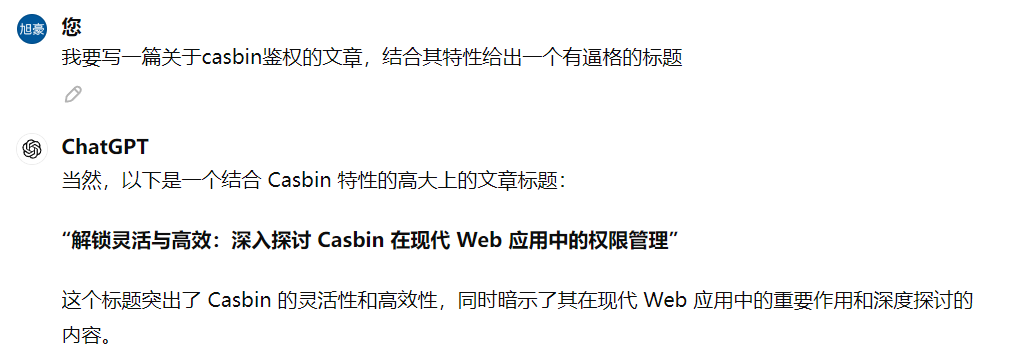 旭豪
您
我要写一篇关于casbin鉴权的文章，结合其特性给出一个有逼格的标题
ChatGPT
当然，以下是一个结合 Casbin 特性的高大上的文章标题：
“解锁灵活与高效：深入探讨 Casbin 在现代 Web 应用中的权限管理”
这个标题突出了 Casbin 的灵活性和高效性，同时暗示了其在现代 Web 应用中的重要作用和深度探讨的
内容。